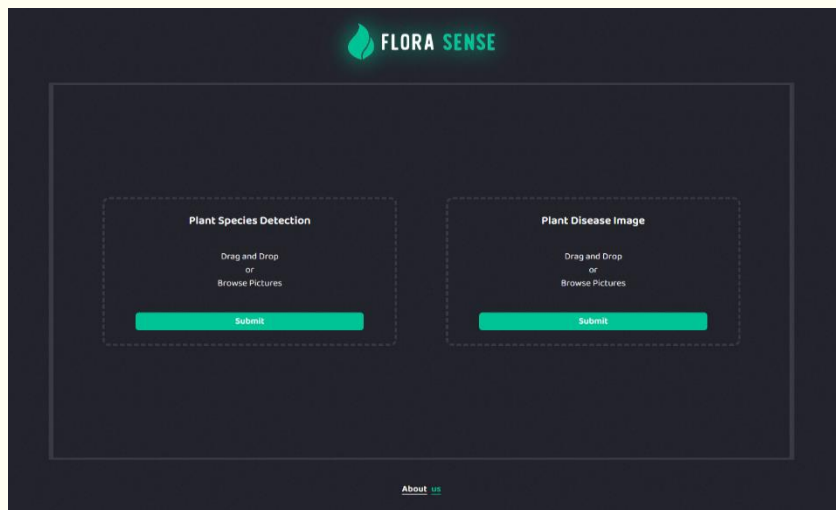 FLORA SENSE
Plant Species Detection
Drag and Drop
or
Browse Pictures
Submit
Plant Disease Image
Drag and Drop
or
Browse Pictures
Submit
About us